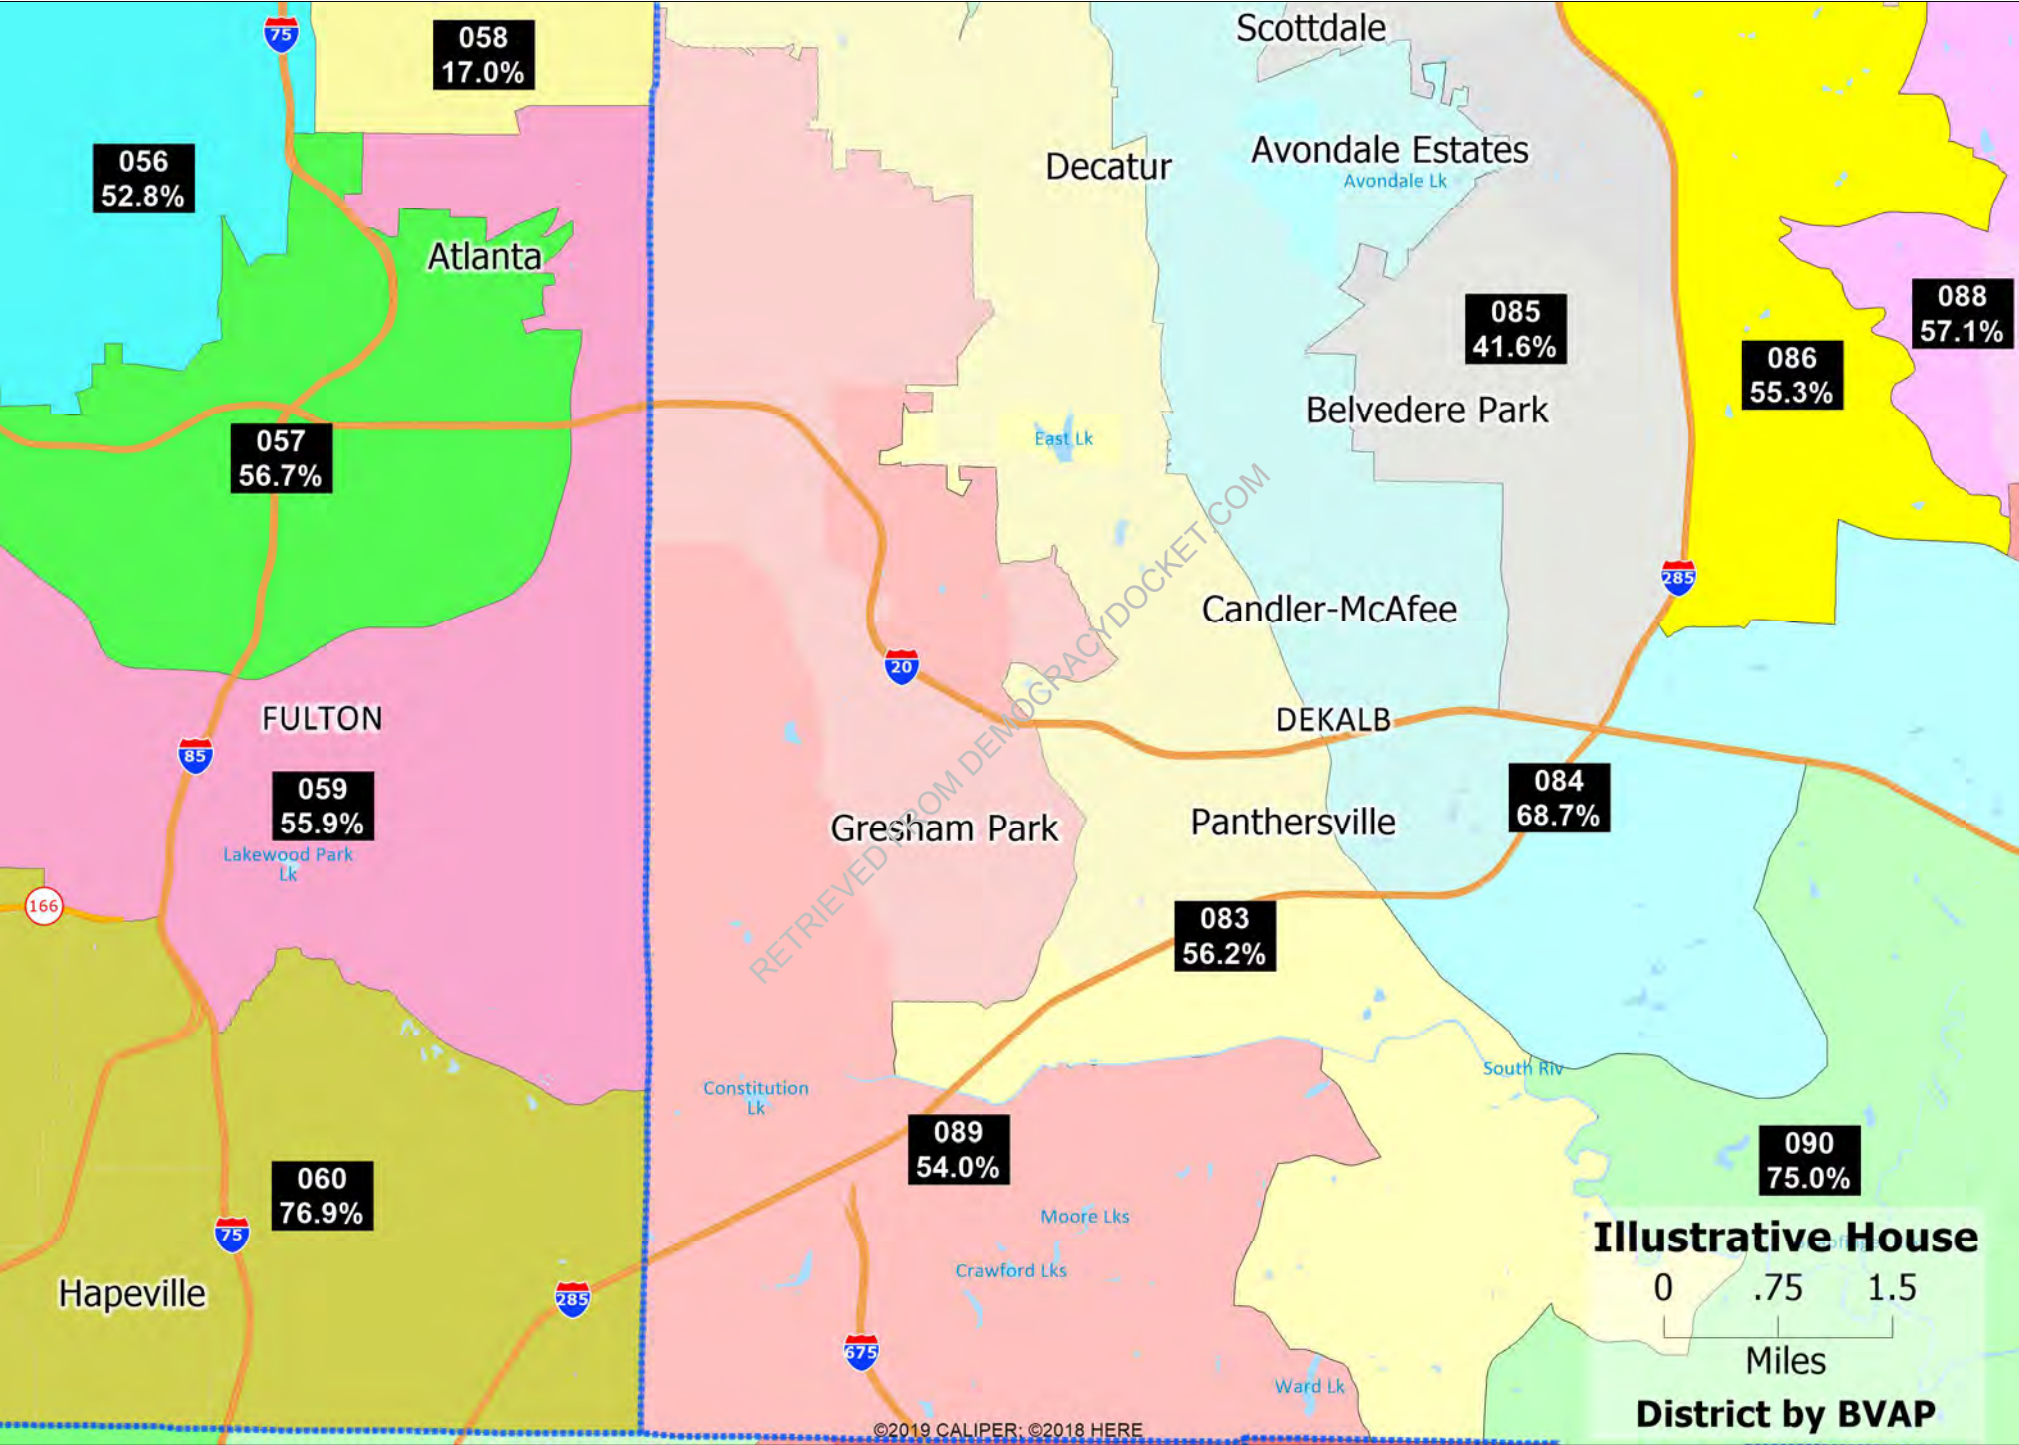 75
058
17.0%
Scottdale
056
52.8%
Decatur
Avondale Estates
Avondale Lk
Atlanta
085
41.6%
088
57.1%
086
55.3%
Belvedere Park
057
56.7%
East Lk
285
Candler-McAfee
20
FULTON
DEKALB
85
059
55.9%
084
68.7%
Lakewood Park
Lk
Gresham Park
Panthersville
166
083
56.2%
RETRIEVED FROM DEMOCRACYDOCKET.COM
Constitution
Lk
South Riv
089
54.0%
090
75.0%
060
76.9%
75
Moore Lks
Crawford Lks
Hapeville
285
675
Ward Lk
Illustrative House
0 .75 1.5
Miles
District by BVAP
©2019 CALIPER; ©2018 HERE